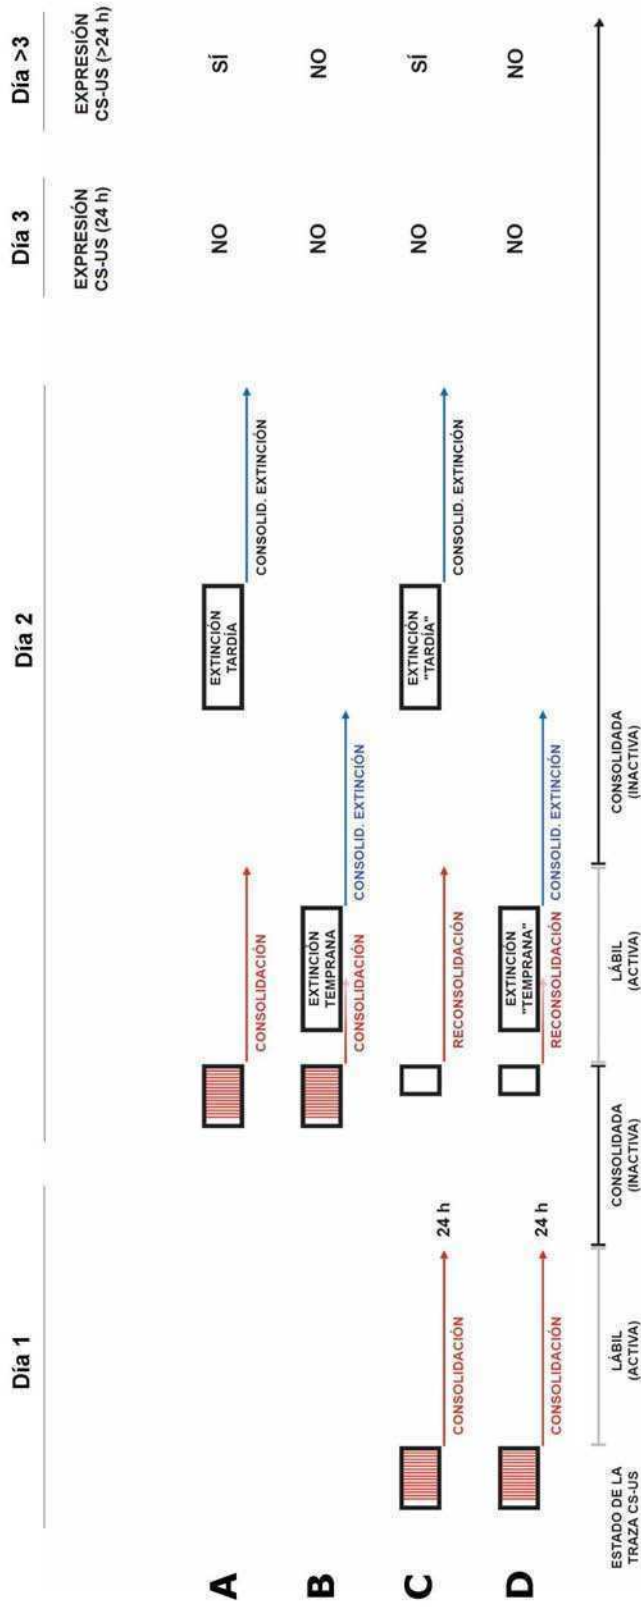 Día 1
Día 2
Día 3
Día >3
EXPRESIÓN
CS-US (24 h)
EXPRESIÓN
CS-US (>24 h)
A
CONSOLIDACIÓN
EXTINCIÓN
TARDÍA
CONSOLID. EXTINCIÓN
NO
SÍ
B
CONSOLIDACIÓN
EXTINCIÓN
TEMPRANA
CONSOLID. EXTINCIÓN
NO
NO
C
CONSOLIDACIÓN
24 h
RECONSOLIDACIÓN
EXTINCIÓN
"TARDÍA"
CONSOLID. EXTINCIÓN
NO
SÍ
D
CONSOLIDACIÓN
24 h
RECONSOLIDACIÓN
EXTINCIÓN
"TEMPRANA"
CONSOLID. EXTINCIÓN
NO
NO
ESTADO DE LA
TRAZA CS-US
LÁBIL
(ACTIVA)
CONSOLIDADA
(INACTIVA)
LÁBIL
(ACTIVA)
CONSOLIDADA
(INACTIVA)